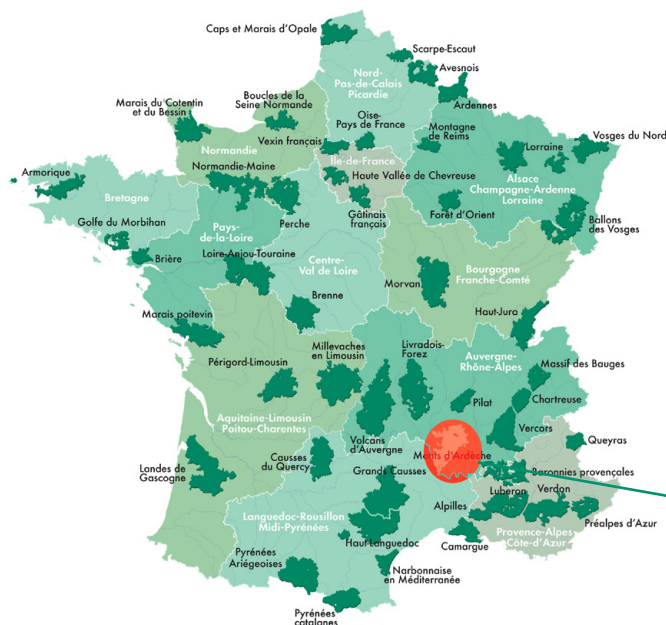 Caps et Marais d'Opale
Scarpe-Escaut
Avesnois
Nord-
Pas-de-Calais
Picardie
Ardennes
Marais du Cotentin
et du Bessin
Boucles de la
Seine Normande
Oise-
Pays de France
Montagne
de Reims
Vosges du Nord
Vexin français
Lorraine
Normandie
Île-de-France
Normandie-Maine
Haute Vallée de Chevreuse
Armorique
Alsace
Champagne-Ardenne
Lorraine
Bretagne
Gâtinais
français
Forêt d'Orient
Golfe du Morbihan
Perche
Ballons
des Vosges
Pays-
de-la-Loire
Brière
Loire-Anjou-Touraine
Centre-
Val de Loire
Bourgogne
Franche-Comté
Morvan
Brenne
Haut-Jura
Marais poitevin
Millevaches
en Limousin
Livradois-
Forez
Auvergne-
Rhône-Alpes
Périgord-Limousin
Massif des Bauges
Chartreuse
Pilat
Aquitaine-Limousin
Poitou-Charentes
Vercors
Volcans
d'Auvergne
Queyras
Monts d'Ardèche
Landes de
Gascogne
Causses
du Quercy
Grands Causses
Baronnies provençales
Luberon
Verdon
Alpilles
Languedoc-Rousillon
Midi-Pyrénées
Préalpes d'Azur
Provence-Alpes-
Côte-d'Azur
Haut-Languedoc
Camargue
Pyrénées
Ariégeoises
Narbonnaise
en Méditerranée
Pyrénées
catalanes